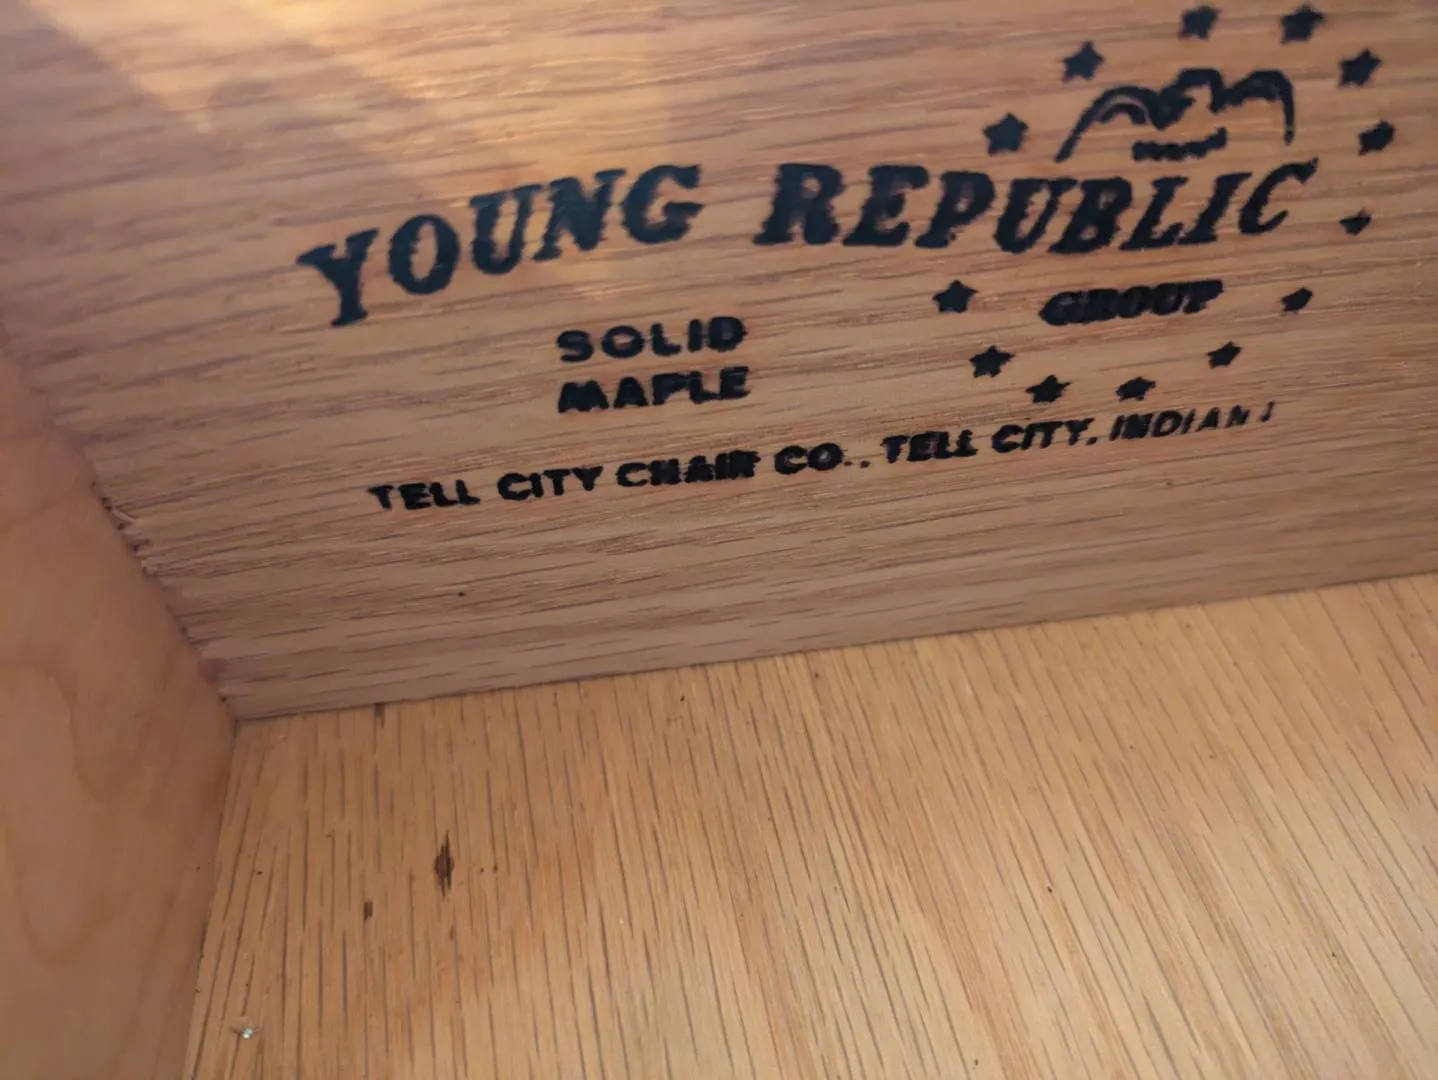 YOUNG REPUBLIC
GROUP
SOLID
MAPLE
TELL CITY CHAIR CO., TELL CITY, INDIANA